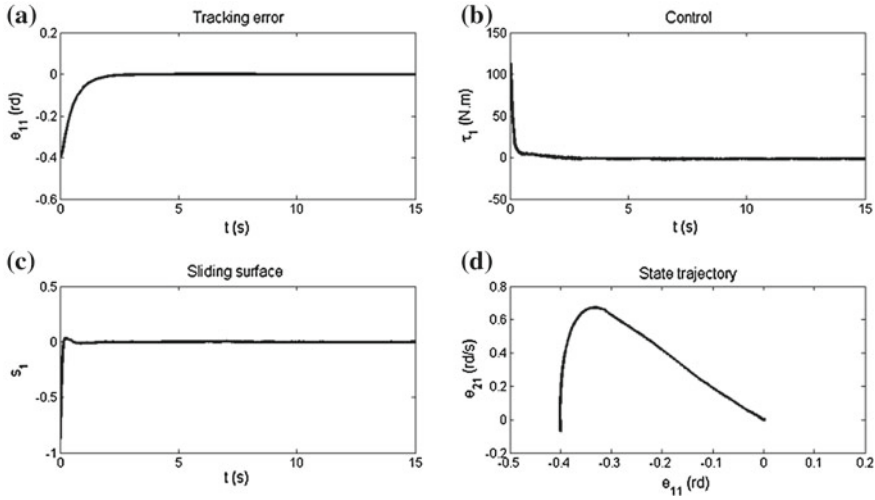 (a)
Tracking error
0.2
0
-0.2
-0.4
-0.6
0
5
10
15
e11 (rd)
t (s)
(b)
Control
150
100
50
0
-50
0
5
10
15
τ1 (N.m)
t (s)
(c)
Sliding surface
0.5
0
-0.5
-1
0
5
10
15
s1
t (s)
(d)
State trajectory
0.8
0.6
0.4
0.2
0
-0.2
-0.5
-0.4
-0.3
-0.2
-0.1
0
0.1
0.2
e21 (rd/s)
e11 (rd)